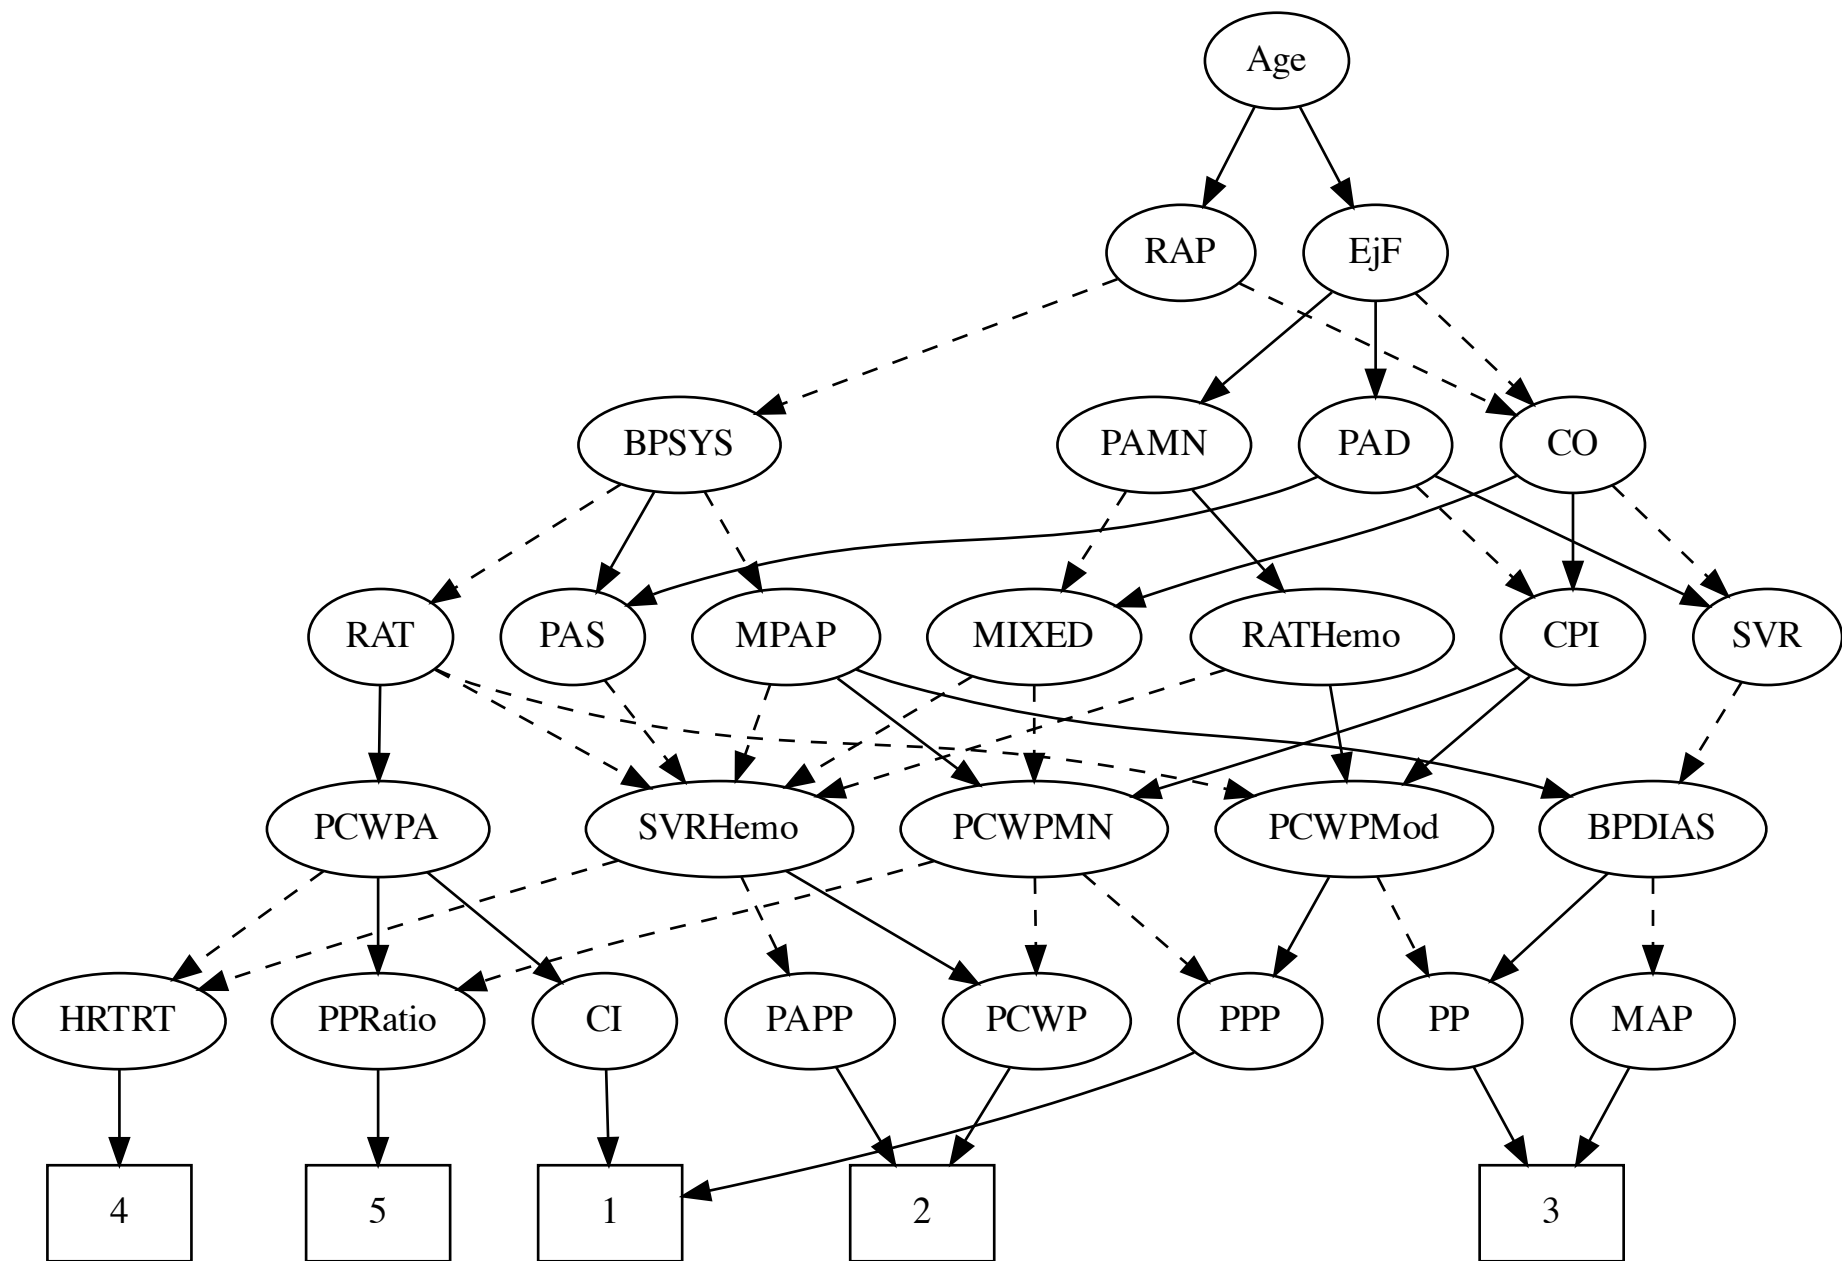 Age
RAP
EjF
BPSYS
PAMN
PAD
CO
RAT
PAS
MPAP
MIXED
RATHemo
CPI
SVR
PCWPA
SVRHemo
PCWPMN
PCWPMod
BPDIAS
HRTRT
PPRatio
CI
PAPP
PCWP
PPP
PP
MAP
4
5
1
2
3